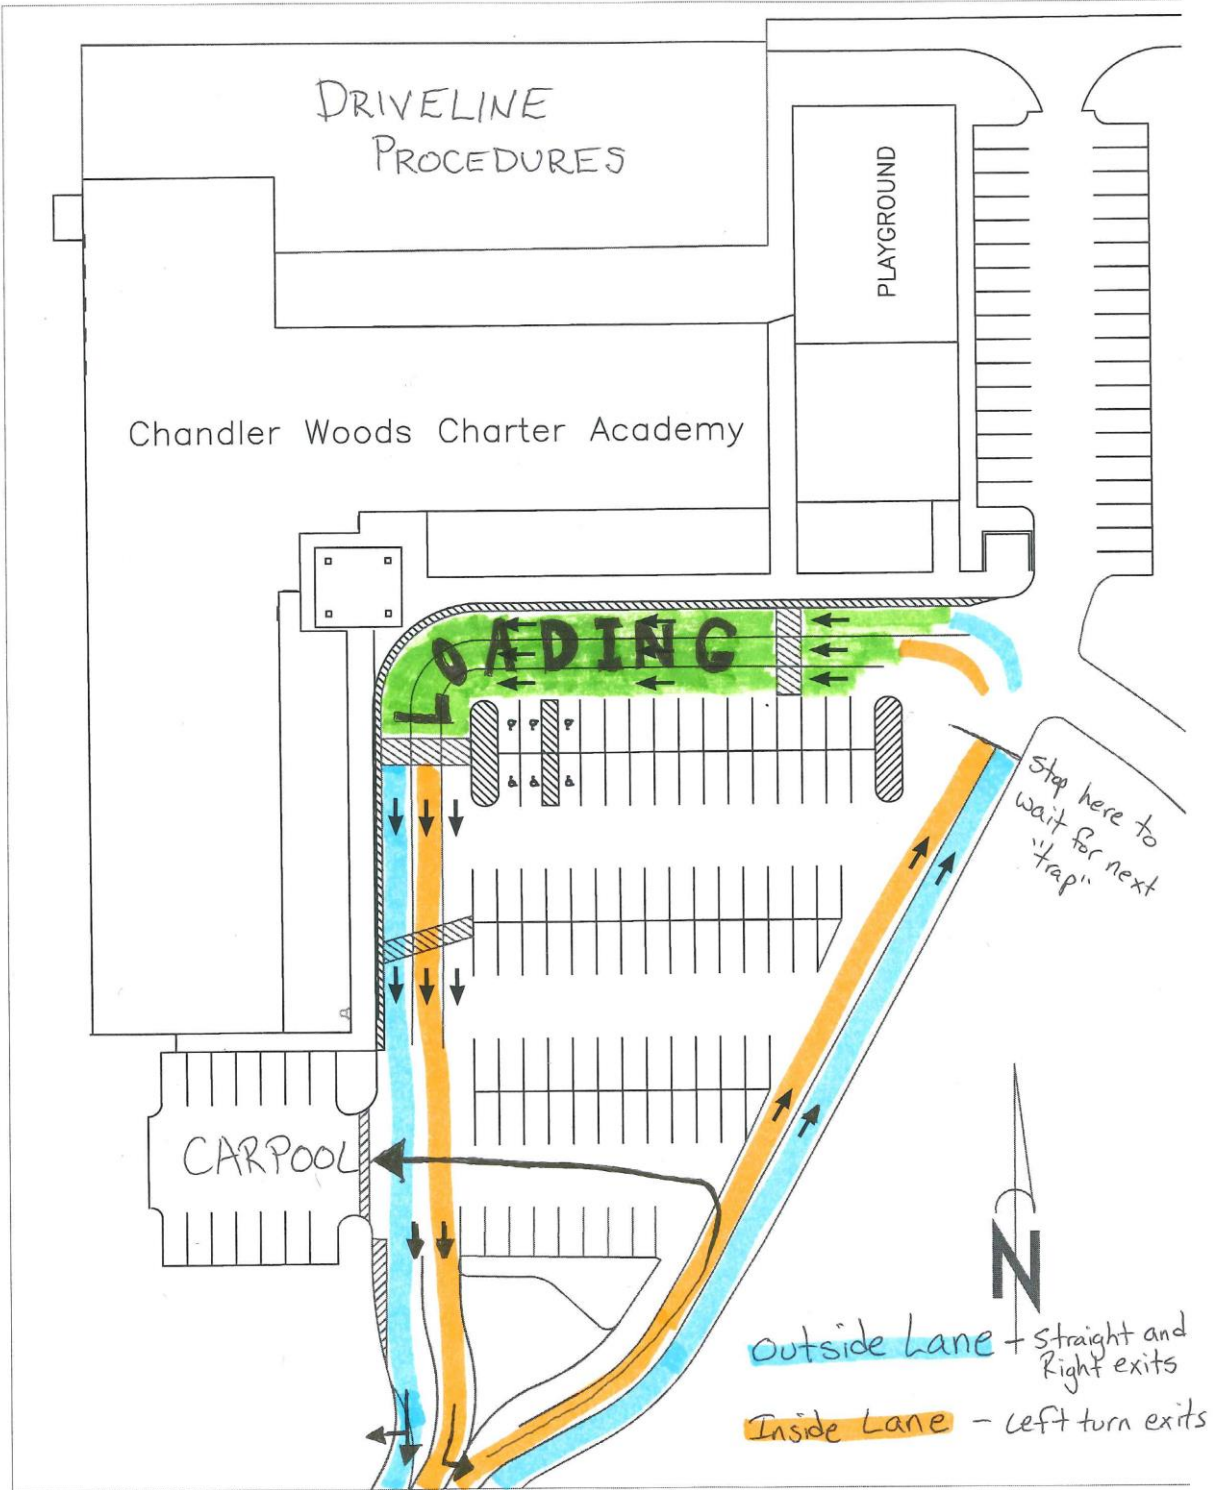 DRIVELINE
PROCEDURES
PLAYGROUND
Chandler Woods Charter Academy
LOADING
Stop here to
wait for next
"trap"
CARPOOL
N
Outside Lane - Straight and
Right exits
Inside Lane - Left turn exits